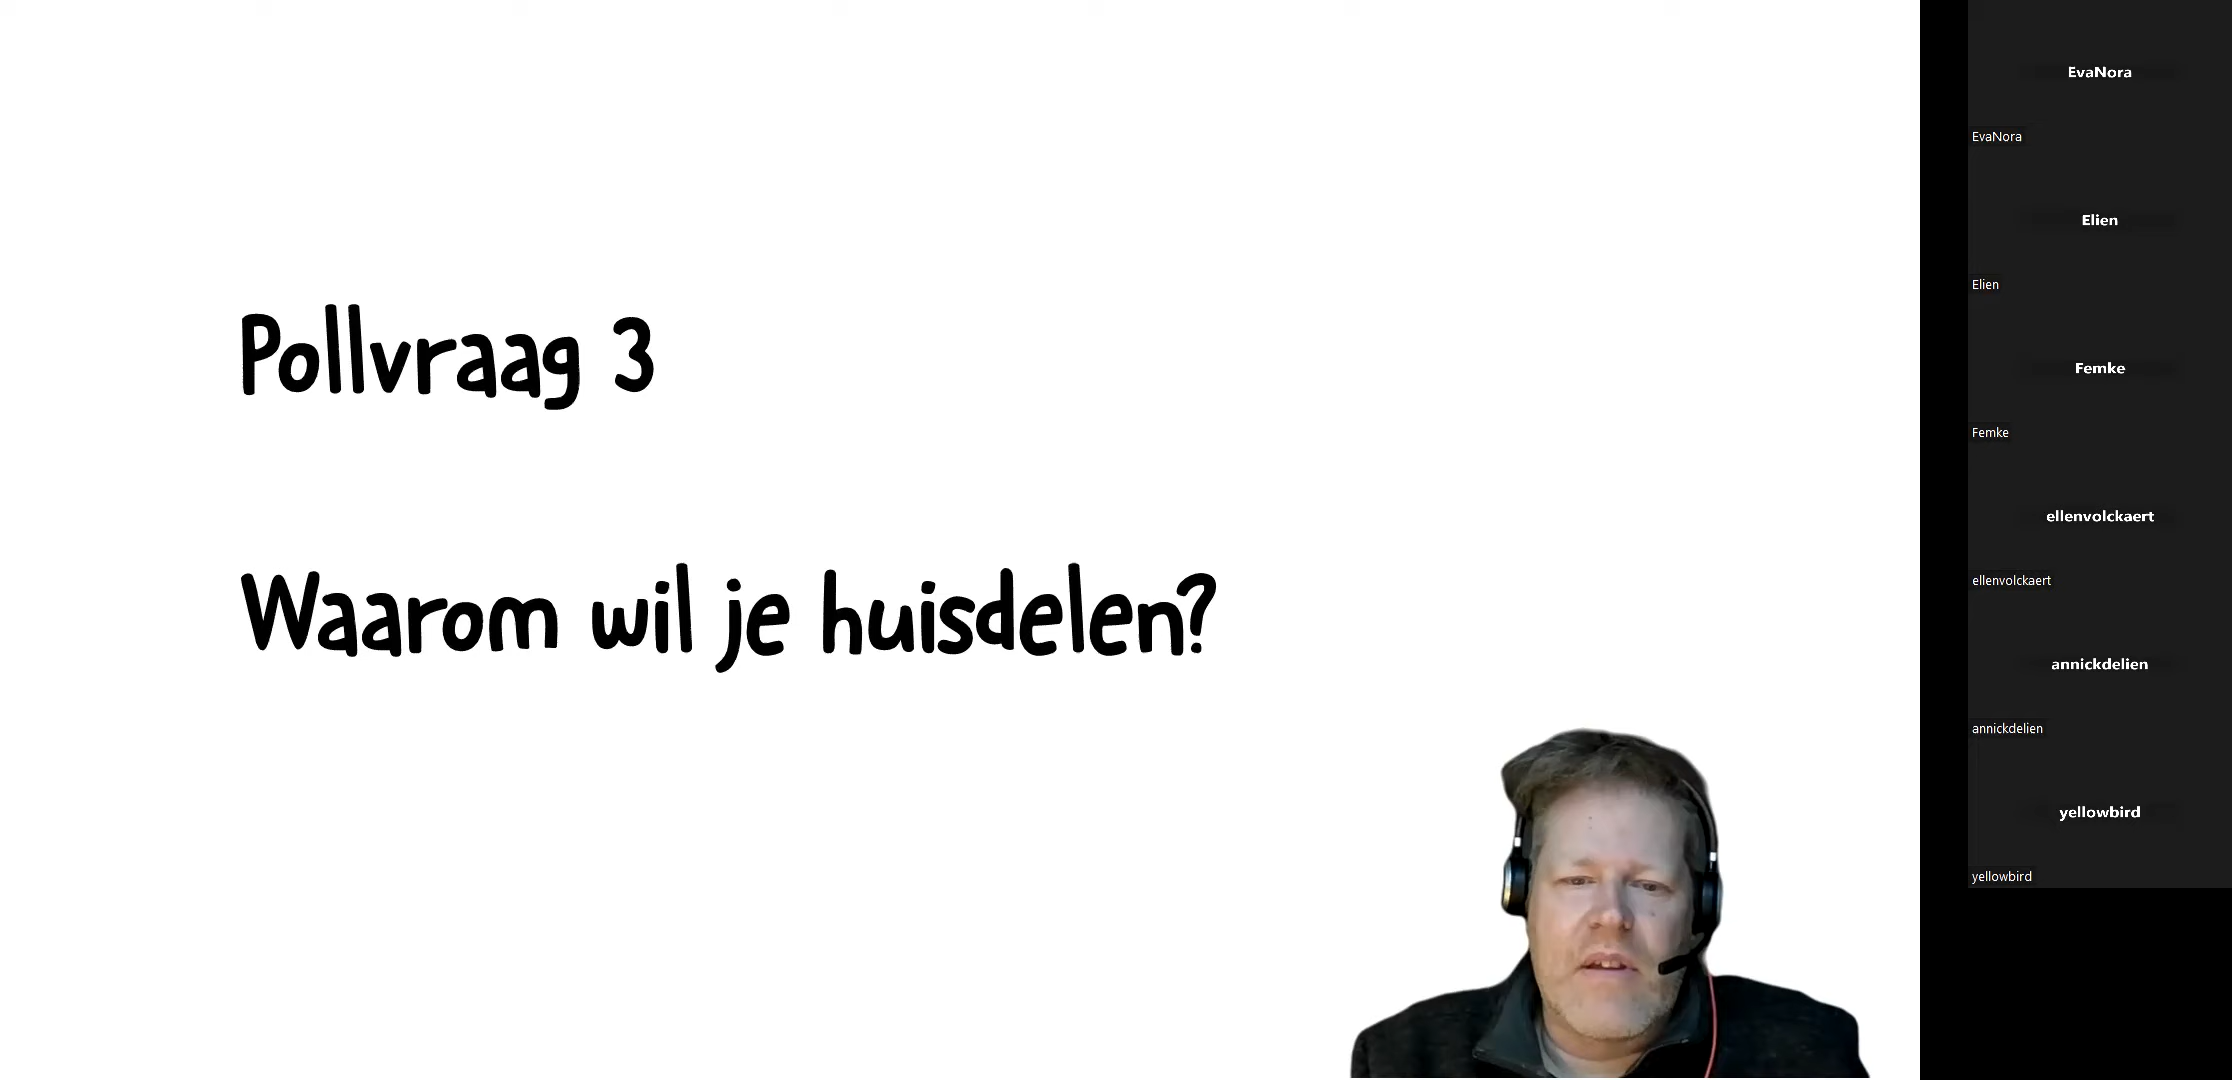 Pollvraag 3
Waarom wil je huisdelen?
EvaNora
EvaNora
Elien
Elien
Femke
Femke
ellenvolckaert
ellenvolckaert
annickdelien
annickdelien
yellowbird
yellowbird